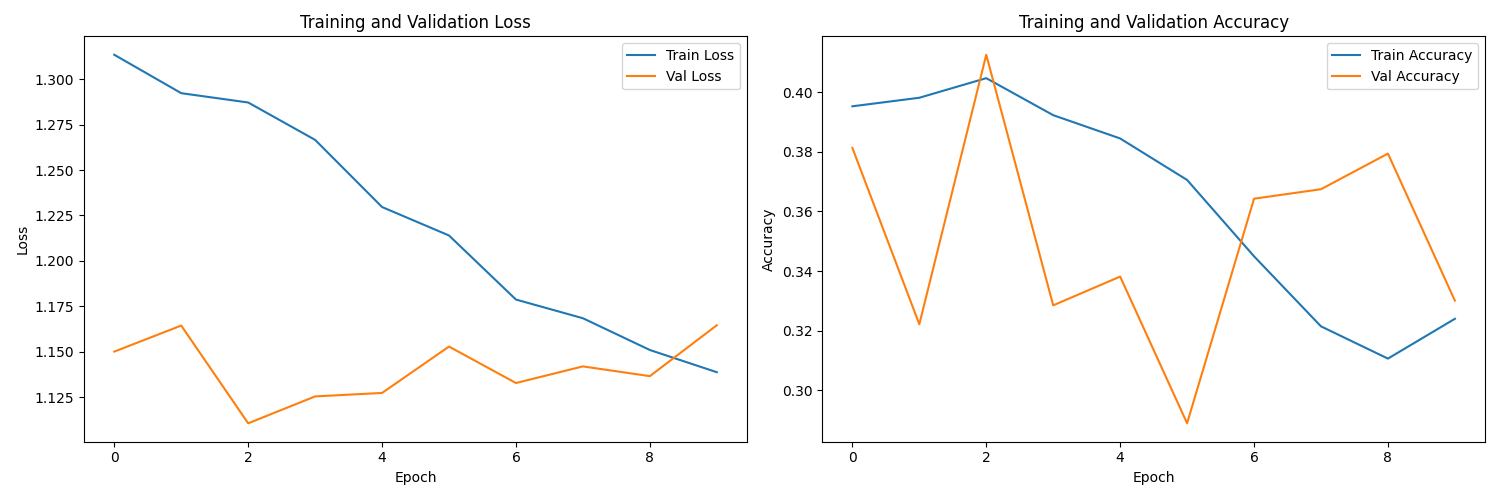 Training and Validation Loss
Train Loss
Val Loss
1.300
1.275
1.250
1.225
1.200
1.175
1.150
1.125
Loss
0 2 4 6 8
Epoch
Training and Validation Accuracy
Train Accuracy
Val Accuracy
0.40
0.38
0.36
0.34
0.32
0.30
Accuracy
0 2 4 6 8
Epoch